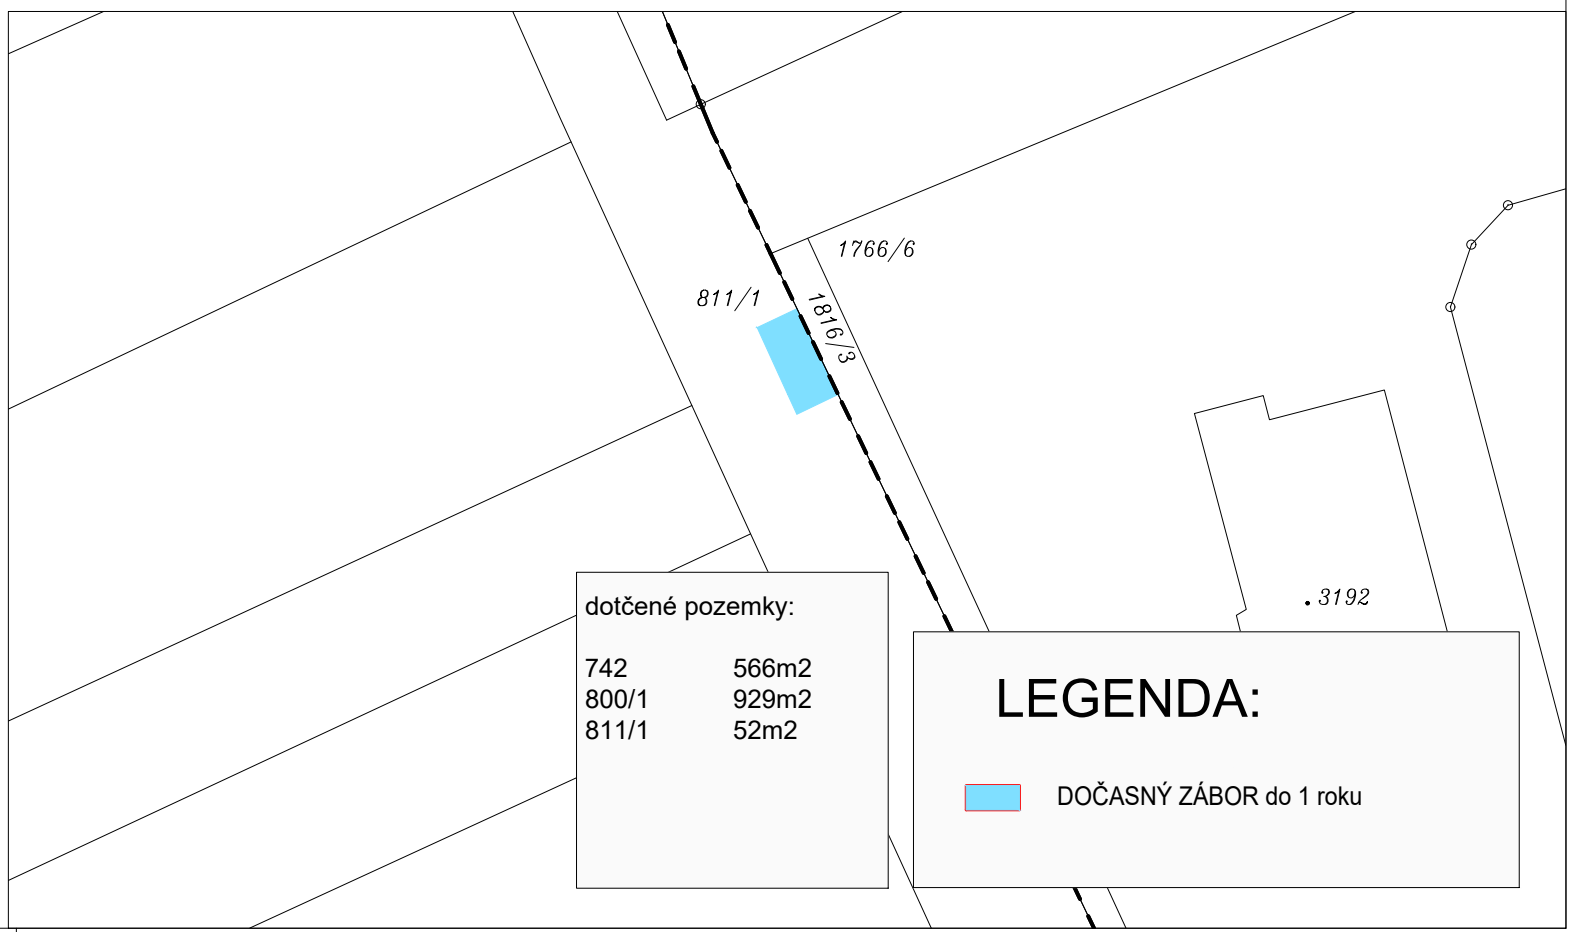 1766/6
811/1
1816/3
.3192
dotčené pozemky:
742 566m2
800/1 929m2
811/1 52m2
LEGENDA:
DOČASNÝ ZÁBOR do 1 roku